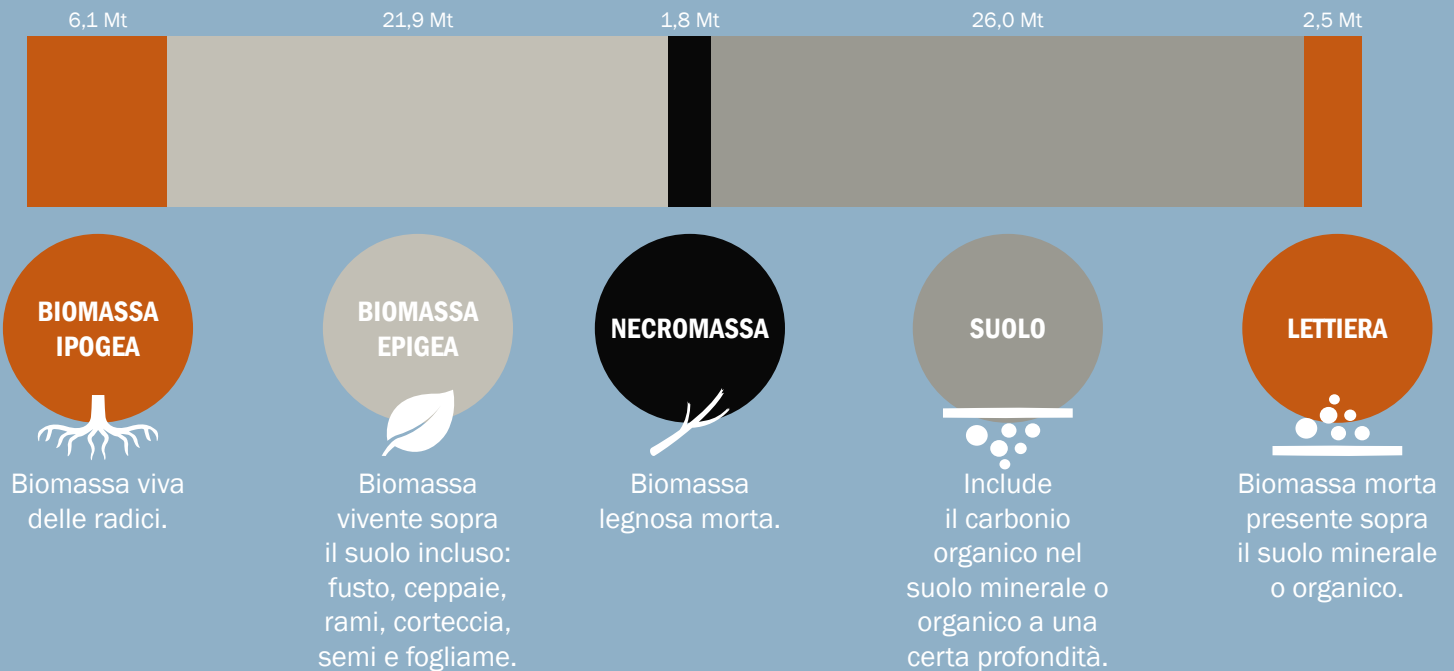 6,1 Mt
21,9 Mt
1,8 Mt
26,0 Mt
2,5 Mt
BIOMASSA
IPOGEA
Biomassa viva
delle radici.
BIOMASSA
EPIGEA
Biomassa
vivente sopra
il suolo incluso:
fusto, ceppaie,
rami, corteccia,
semi e fogliame.
NECROMASSA
Biomassa
legnosa morta.
SUOLO
Include
il carbonio
organico nel
suolo minerale o
organico a una
certa profondità.
LETTIERA
Biomassa morta
presente sopra
il suolo minerale
o organico.